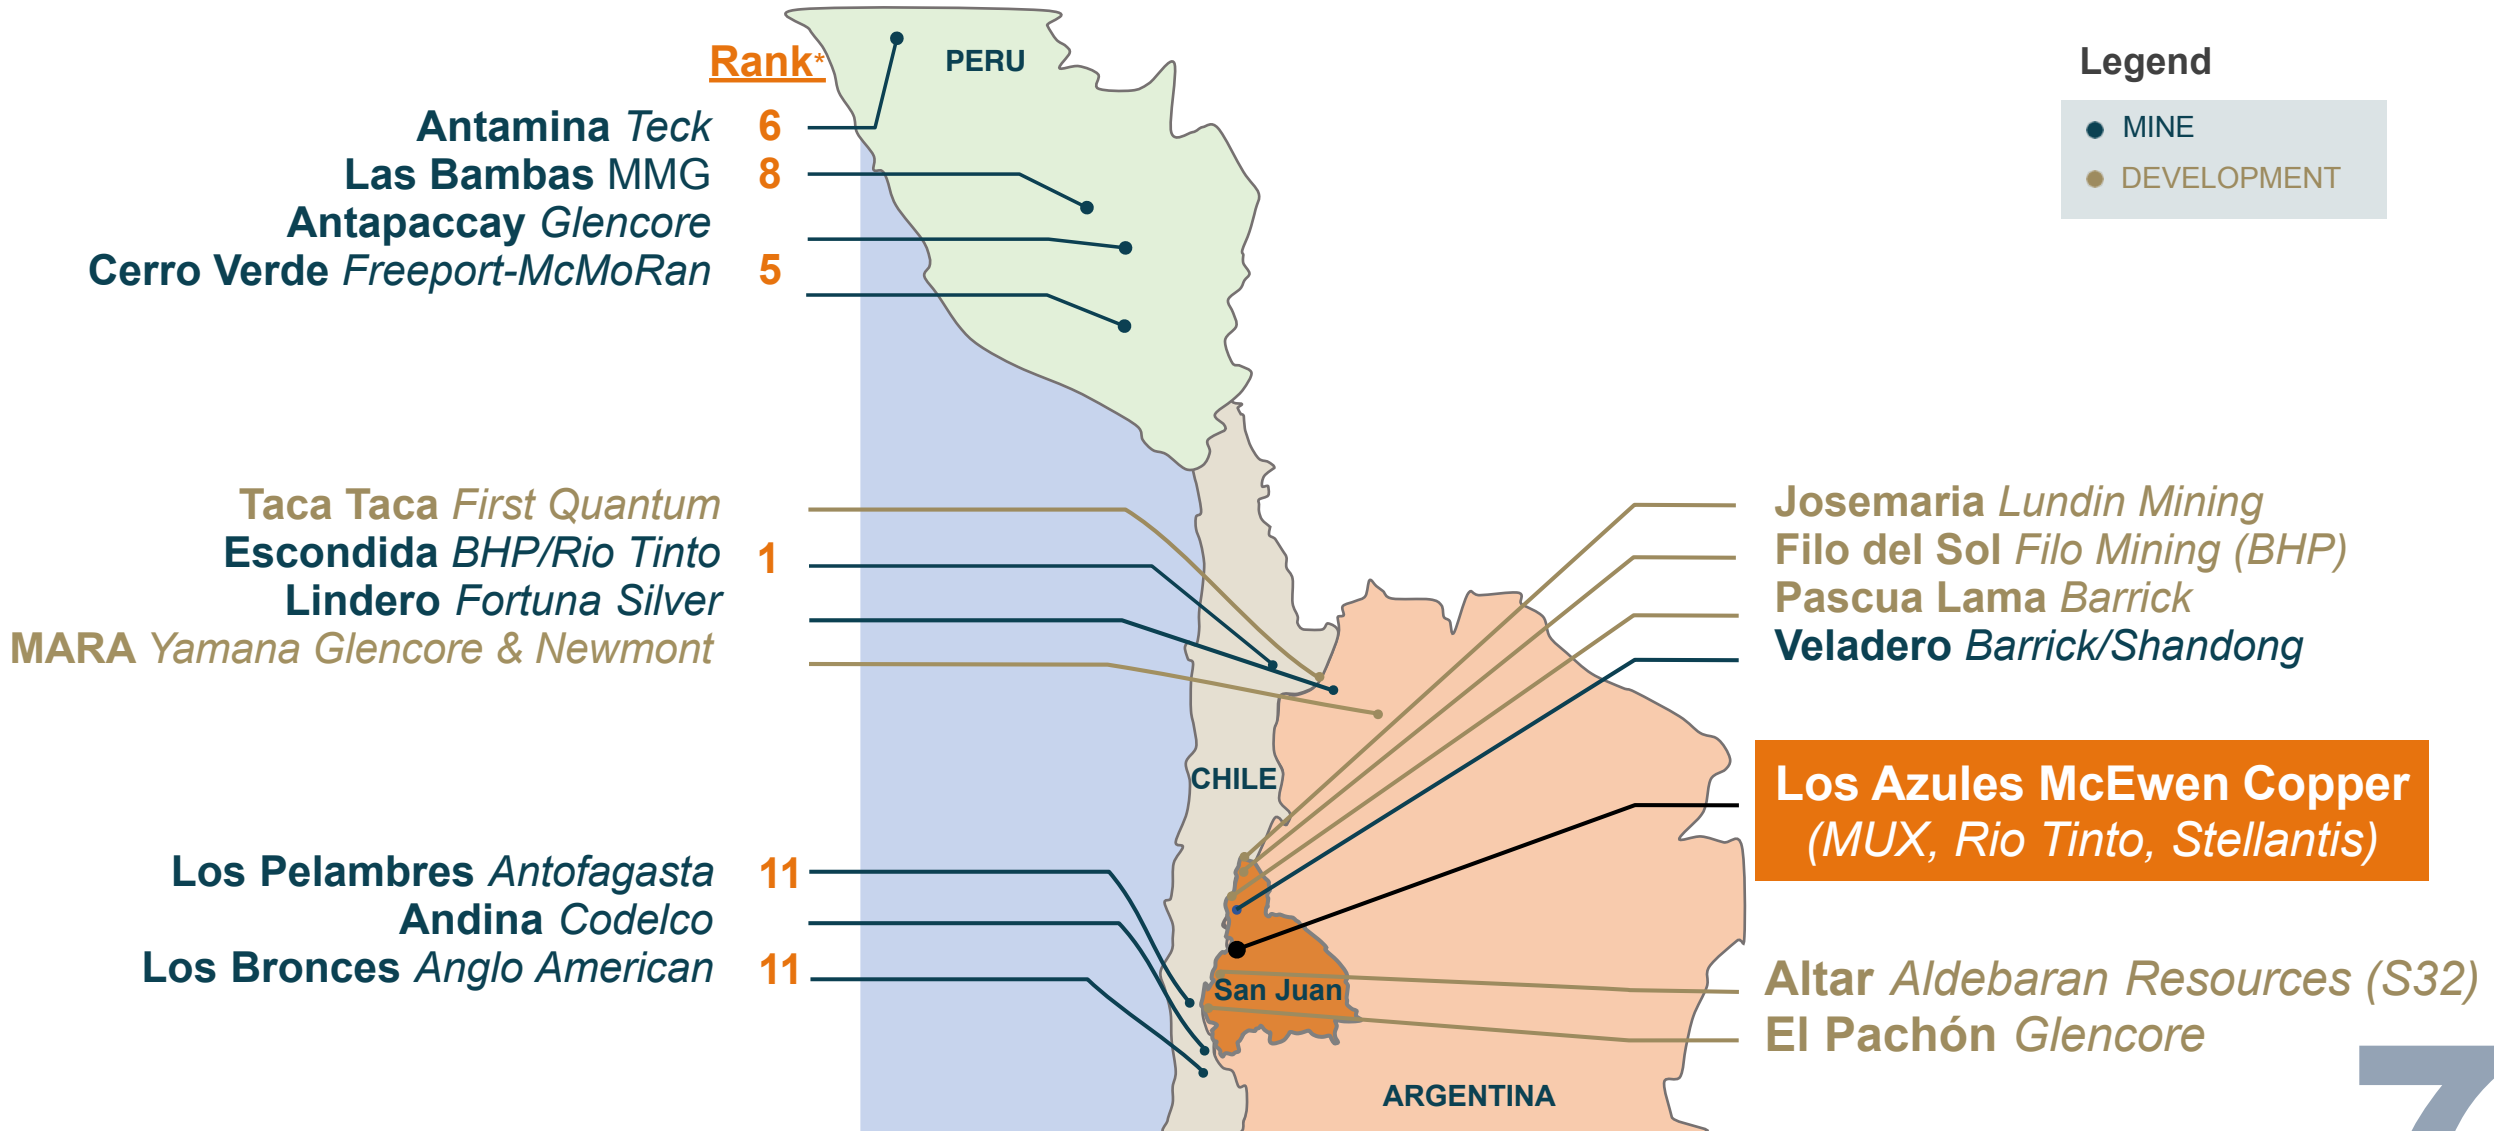 Rank*
Antamina Teck 6
Las Bambas MMG 8
Antapaccay Glencore
Cerro Verde Freeport-McMoRan 5
PERU
Legend
MINE
DEVELOPMENT
Taca Taca First Quantum
Escondida BHP/Rio Tinto 1
Lindero Fortuna Silver
MARA Yamana Glencore & Newmont
Josemaria Lundin Mining
Filo del Sol Filo Mining (BHP)
Pascua Lama Barrick
Veladero Barrick/Shandong
CHILE
Los Azules McEwen Copper
(MUX, Rio Tinto, Stellantis)
Los Pelambres Antofagasta 11
Andina Codelco
Los Bronces Anglo American 11
San Juan
Altar Aldebaran Resources (S32)
El Pachón Glencore
ARGENTINA
7